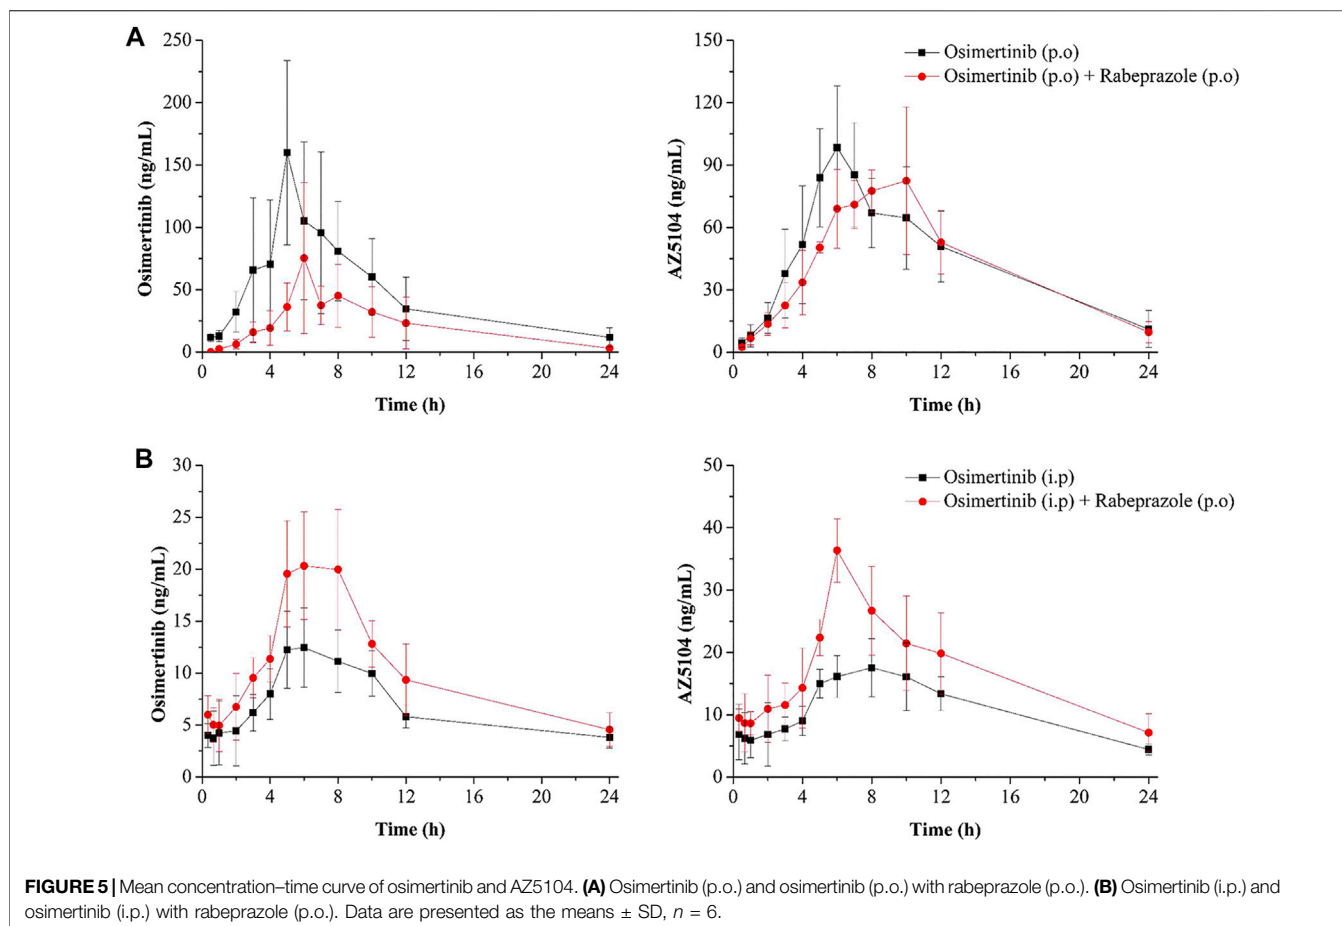 A
250
200
150
100
50
0
Osimertinib (ng/mL)
0 4 8 12 16 20 24
Time (h)
150
120
90
60
30
0
AZ5104 (ng/mL)
0 4 8 12 16 20 24
Time (h)
Osimertinib (p.o)
Osimertinib (p.o) + Rabeprazole (p.o)
B
30
25
20
15
10
5
0
Osimertinib (ng/mL)
0 4 8 12 16 20 24
Time (h)
50
40
30
20
10
0
AZ5104 (ng/mL)
0 4 8 12 16 20 24
Time (h)
Osimertinib (i.p)
Osimertinib (i.p) + Rabeprazole (p.o)
FIGURE 5 | Mean concentration–time curve of osimertinib and AZ5104. (A) Osimertinib (p.o.) and osimertinib (p.o.) with rabeprazole (p.o.). (B) Osimertinib (i.p.) and
osimertinib (i.p.) with rabeprazole (p.o.). Data are presented as the means ± SD, n = 6.